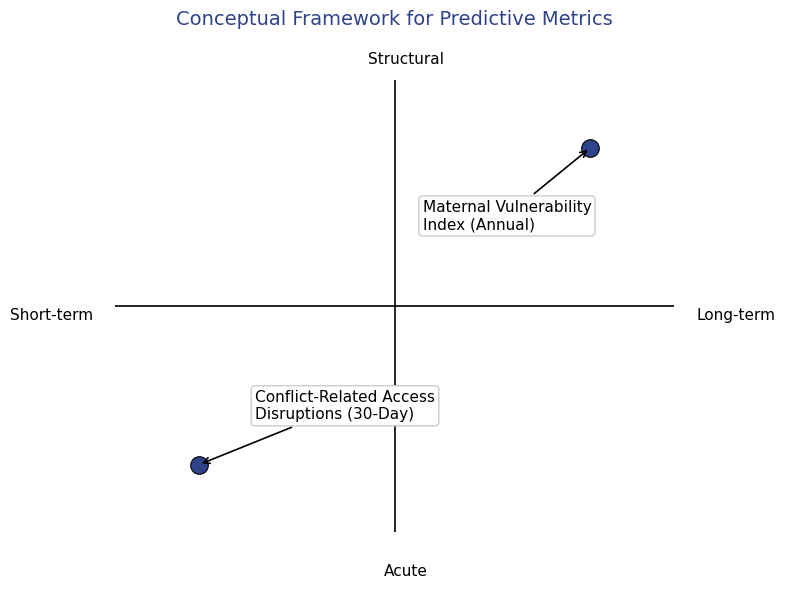 Conceptual Framework for Predictive Metrics
Structural
Maternal Vulnerability
Index (Annual)
Short-term
Long-term
Conflict-Related Access
Disruptions (30-Day)
Acute